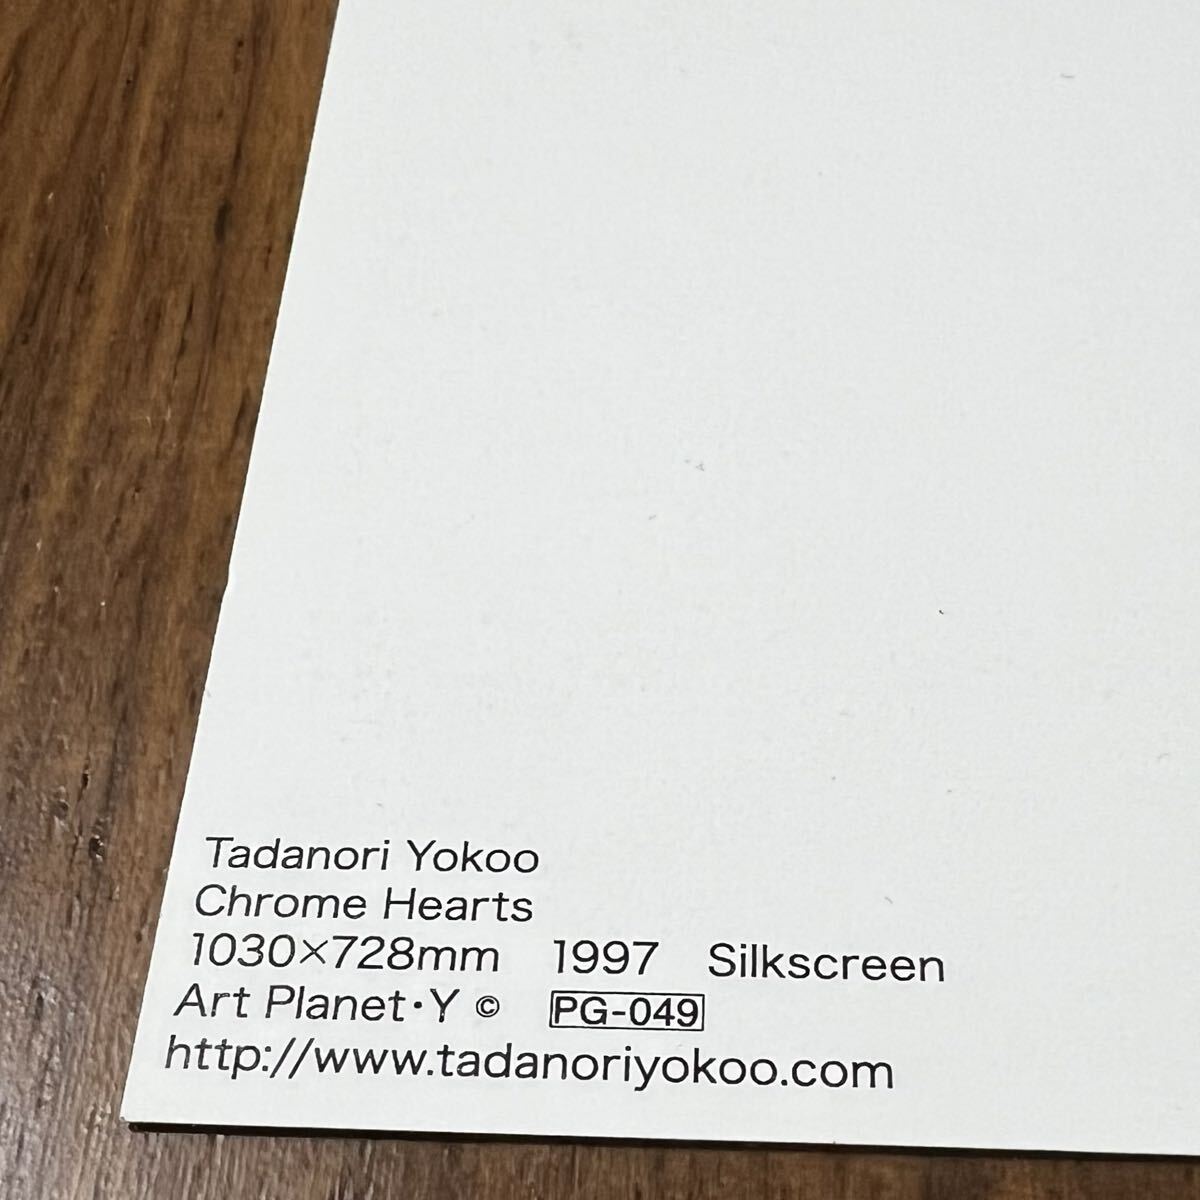 Tadanori Yokoo
Chrome Hearts
1030×728mm 1997 Silkscreen
Art Planet・Y © PG-049
http://www.tadanoriyokoo.com